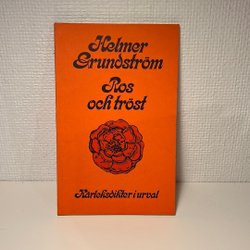 Helmer
Grundström
Ros
och tröst
Kärleksdikter i urval